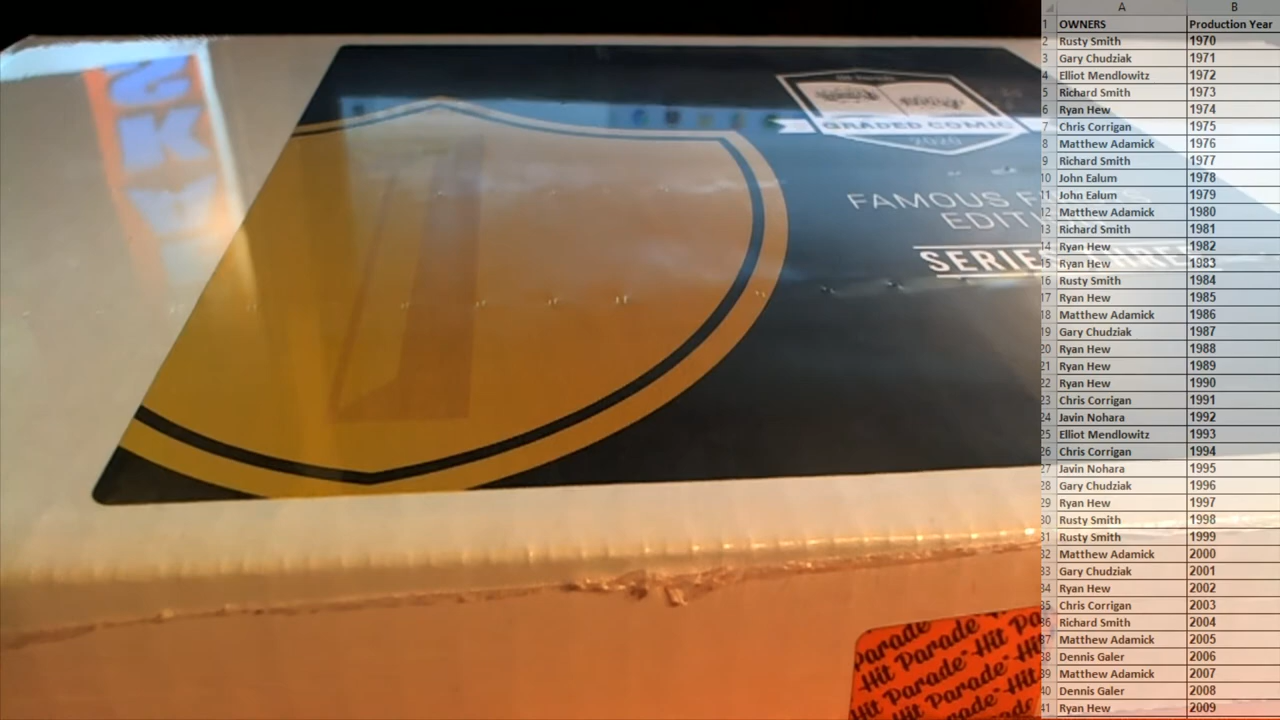 GRADED COMIC
2020
FAMOUS F
EDIT
SERIES THREE
Parade
Hit Parade
Hit Parade
Hit Parade
A B
1 OWNERS Production Year
2 Rusty Smith 1970
3 Gary Chudziak 1971
4 Elliot Mendlowitz 1972
5 Richard Smith 1973
6 Ryan Hew 1974
7 Chris Corrigan 1975
8 Matthew Adamick 1976
9 Richard Smith 1977
10 John Ealum 1978
11 John Ealum 1979
12 Matthew Adamick 1980
13 Richard Smith 1981
14 Ryan Hew 1982
15 Ryan Hew 1983
16 Rusty Smith 1984
17 Ryan Hew 1985
18 Matthew Adamick 1986
19 Gary Chudziak 1987
20 Ryan Hew 1988
21 Ryan Hew 1989
22 Ryan Hew 1990
23 Chris Corrigan 1991
24 Javin Nohara 1992
25 Elliot Mendlowitz 1993
26 Chris Corrigan 1994
27 Javin Nohara 1995
28 Gary Chudziak 1996
29 Ryan Hew 1997
30 Rusty Smith 1998
31 Rusty Smith 1999
32 Matthew Adamick 2000
33 Gary Chudziak 2001
34 Ryan Hew 2002
35 Chris Corrigan 2003
36 Richard Smith 2004
37 Matthew Adamick 2005
38 Dennis Galer 2006
39 Matthew Adamick 2007
40 Dennis Galer 2008
41 Ryan Hew 2009